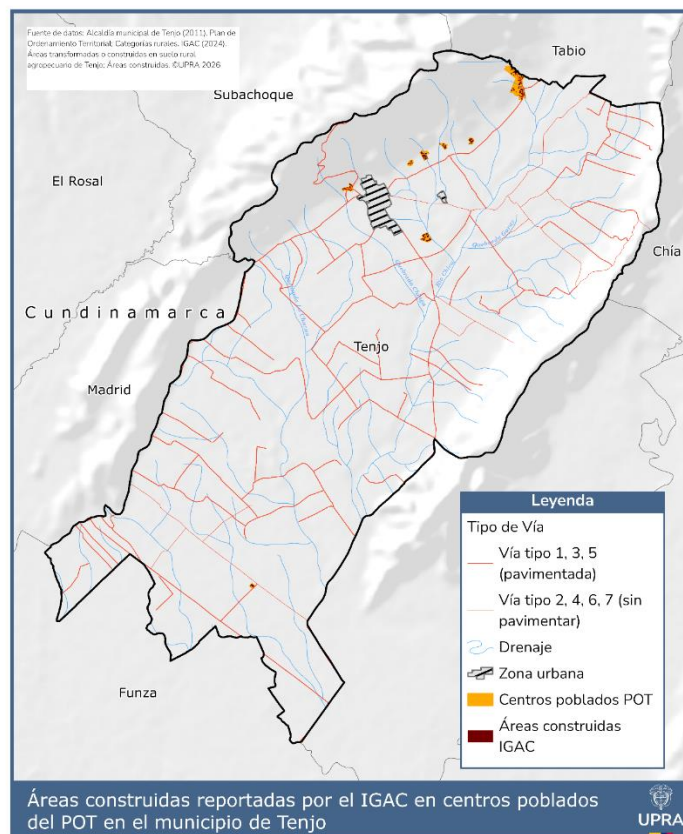 Fuente de datos: Alcaldía municipal de Tenjo (2011). Plan de
Ordenamiento Territorial; Categorías rurales. IGAC (2024).
Áreas transformadas o construidas en suelo rural
agropecuario de Tenjo; Áreas construidas. ©UPRA 2026
Tabio
Subachoque
El Rosal
Chía
Cundinamarca
Tenjo
Madrid
Funza
Leyenda
Tipo de Vía
Vía tipo 1, 3, 5
(pavimentada)
Vía tipo 2, 4, 6, 7 (sin
pavimentar)
Drenaje
Zona urbana
Centros poblados POT
Áreas construidas
IGAC
Áreas construidas reportadas por el IGAC en centros poblados
del POT en el municipio de Tenjo
UPRA